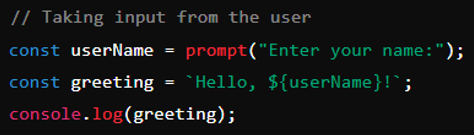 // Taking input from the user
const userName = prompt("Enter your name:");
const greeting = `Hello, ${userName}!`;
console.log(greeting);